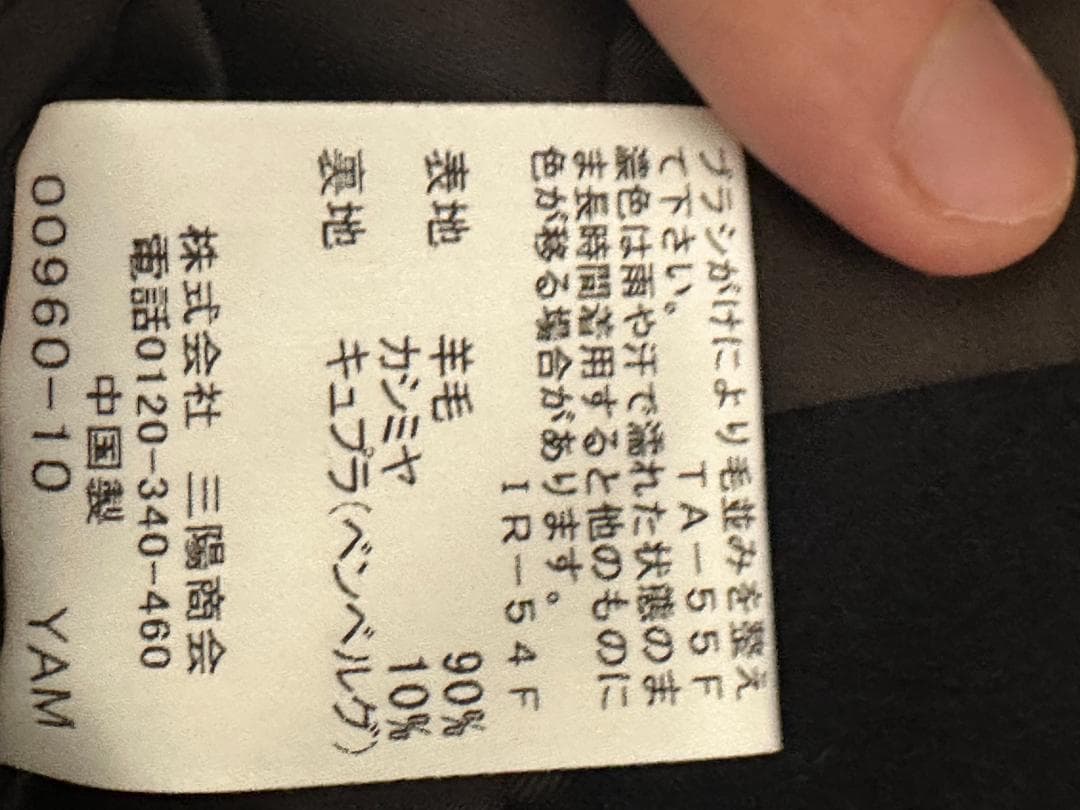 ブラシがけにより毛並みを整え
て下さい。 TA-55F
濃色は雨や汗で濡れた状態のま
ま長時間着用すると他のものに
色が移る場合があります。
IR-54F
表地 羊毛 90%
カシミヤ 10%
裏地 キュプラ(ベンベルグ)
株式会社 三陽商会
電話0120-340-460
中国製
00960-10 YAM